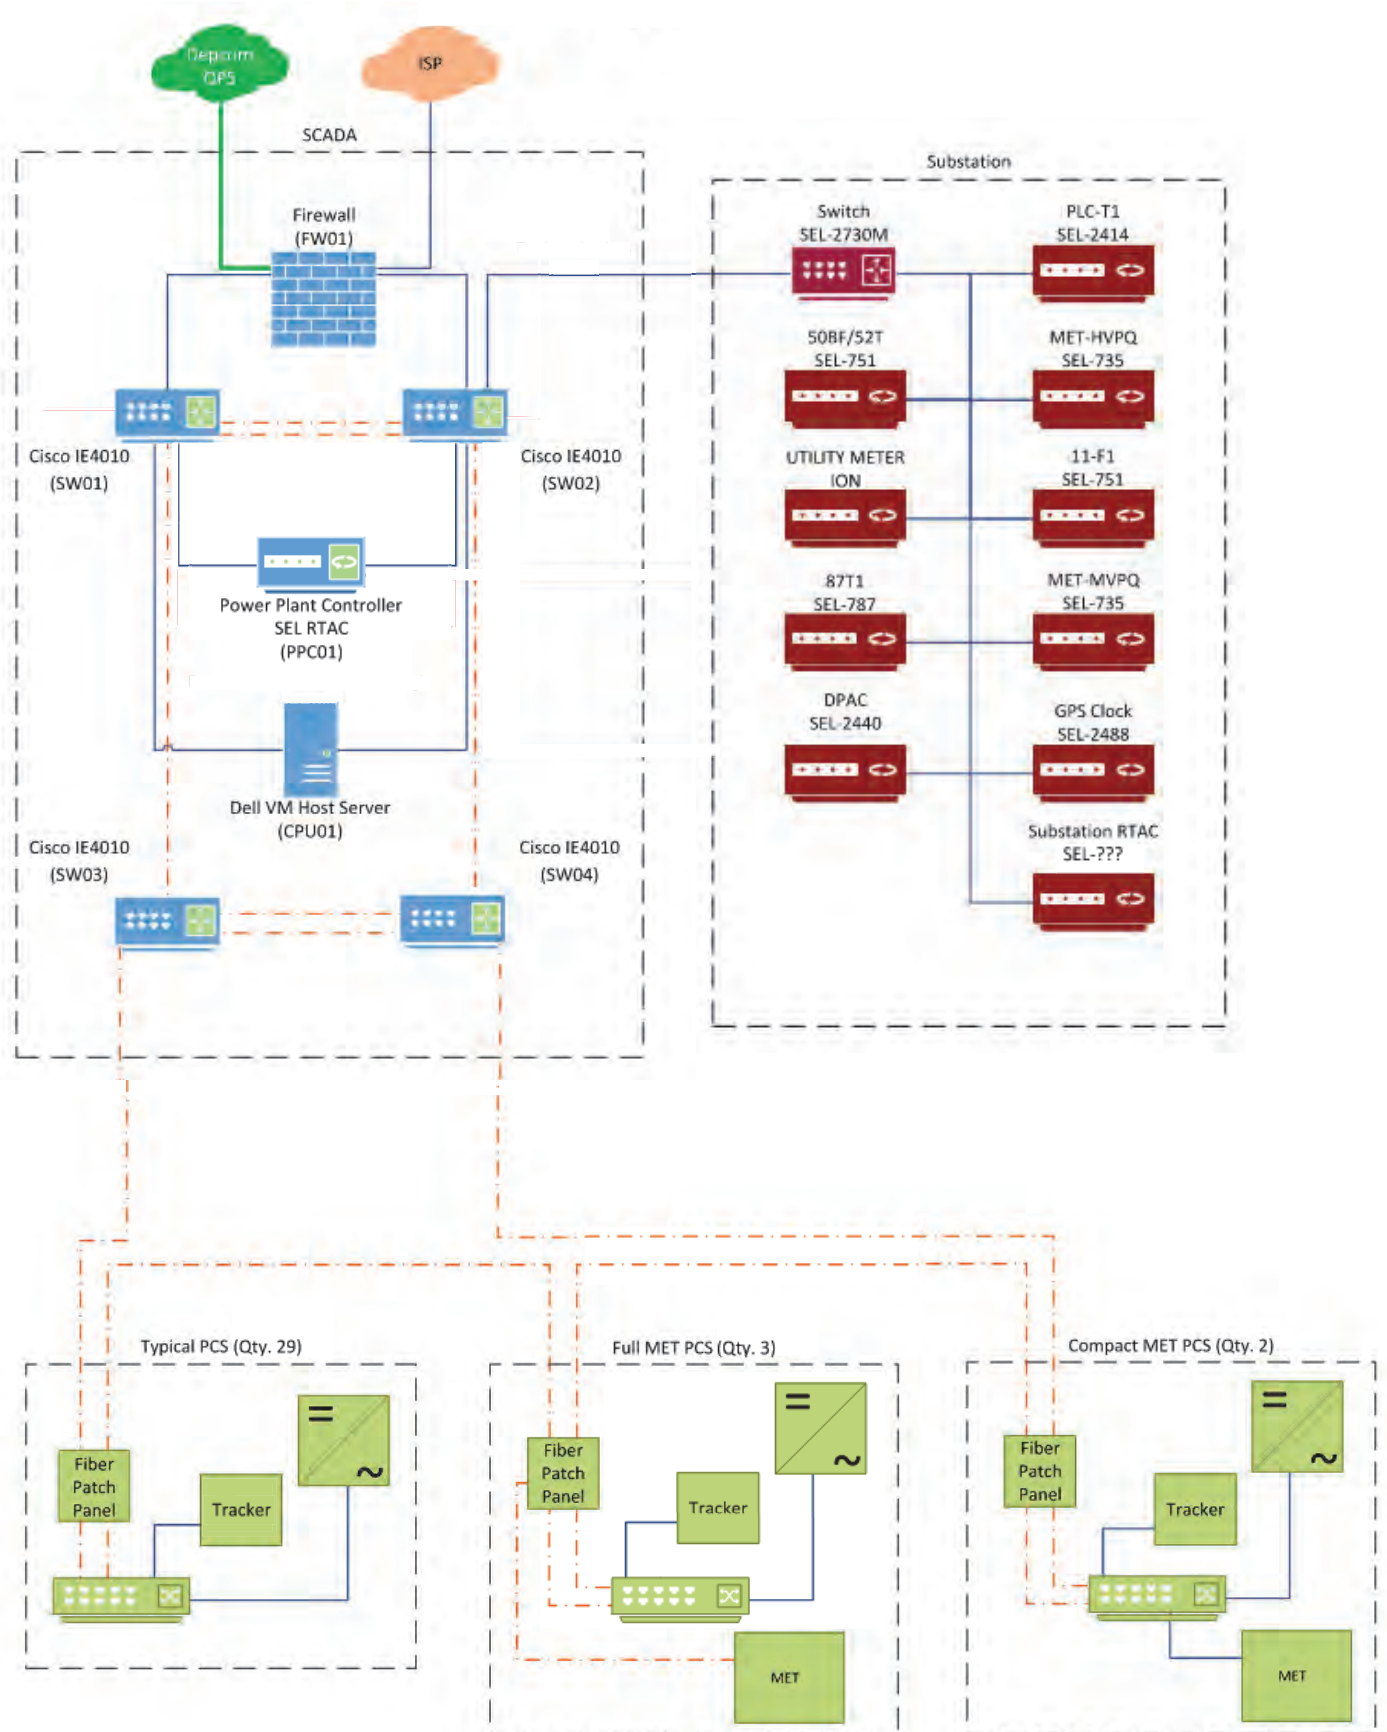 Depcom
OPS
ISP
SCADA
Firewall
(FW01)
Cisco IE4010
(SW01)
Cisco IE4010
(SW02)
Power Plant Controller
SEL RTAC
(PPC01)
Dell VM Host Server
(CPU01)
Cisco IE4010
(SW03)
Cisco IE4010
(SW04)
Substation
Switch
SEL-2730M
PLC-T1
SEL-2414
50BF/52T
SEL-751
MET-HVPQ
SEL-735
UTILITY METER
ION
11-F1
SEL-751
87T1
SEL-787
MET-MVPQ
SEL-735
DPAC
SEL-2440
GPS Clock
SEL-2488
Substation RTAC
SEL-???
Typical PCS (Qty. 29)
Fiber
Patch
Panel
Tracker
Full MET PCS (Qty. 3)
Fiber
Patch
Panel
Tracker
MET
Compact MET PCS (Qty. 2)
Fiber
Patch
Panel
Tracker
MET